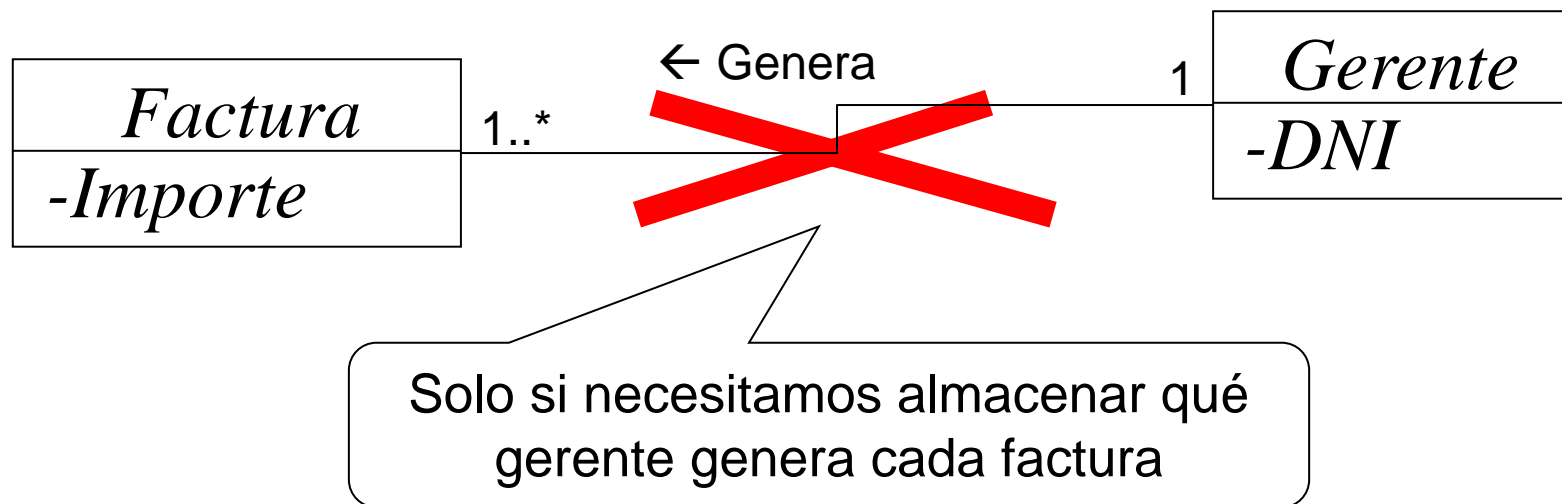 ← Genera
Factura
-Importe
1..*
1
Gerente
-DNI
Solo si necesitamos almacenar qué
gerente genera cada factura